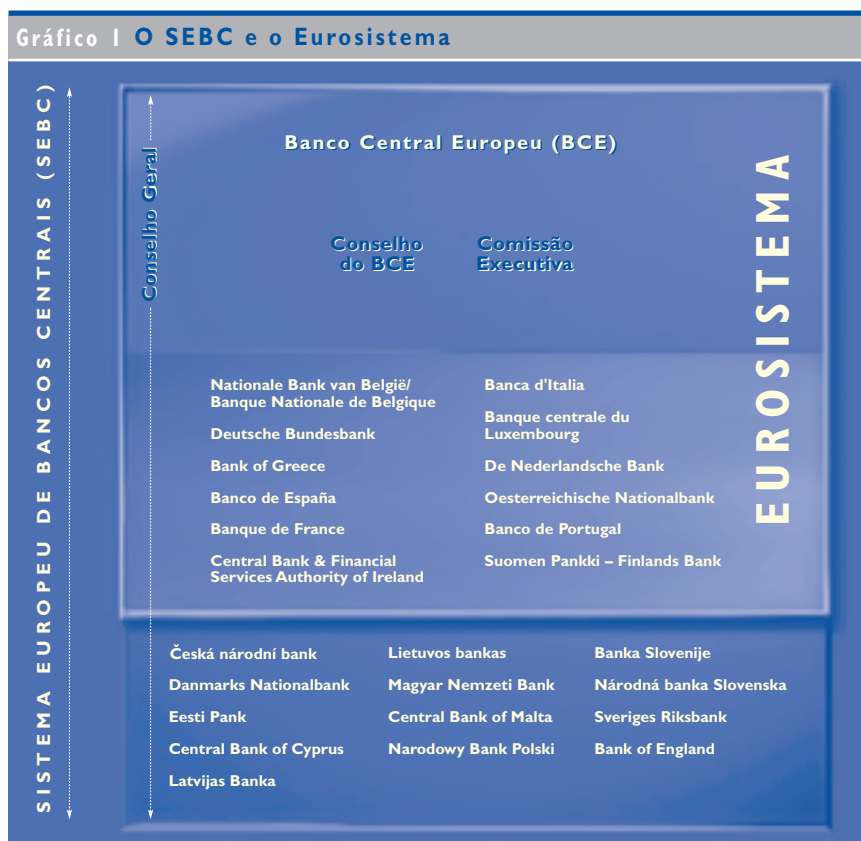 Gráfico 1 O SEBC e o Eurosistema
SISTEMA EUROPEU DE BANCOS CENTRAIS (SEBC)
Conselho Geral
Banco Central Europeu (BCE)
Conselho
do BCE
Comissão
Executiva
EUROSISTEMA
Nationale Bank van België/
Banque Nationale de Belgique
Deutsche Bundesbank
Bank of Greece
Banco de España
Banque de France
Central Bank & Financial
Services Authority of Ireland
Banca d'Italia
Banque centrale du
Luxembourg
De Nederlandsche Bank
Oesterreichische Nationalbank
Banco de Portugal
Suomen Pankki – Finlands Bank
Česká národní bank
Danmarks Nationalbank
Eesti Pank
Central Bank of Cyprus
Latvijas Banka
Lietuvos bankas
Magyar Nemzeti Bank
Central Bank of Malta
Narodowy Bank Polski
Banka Slovenije
Národná banka Slovenska
Sveriges Riksbank
Bank of England